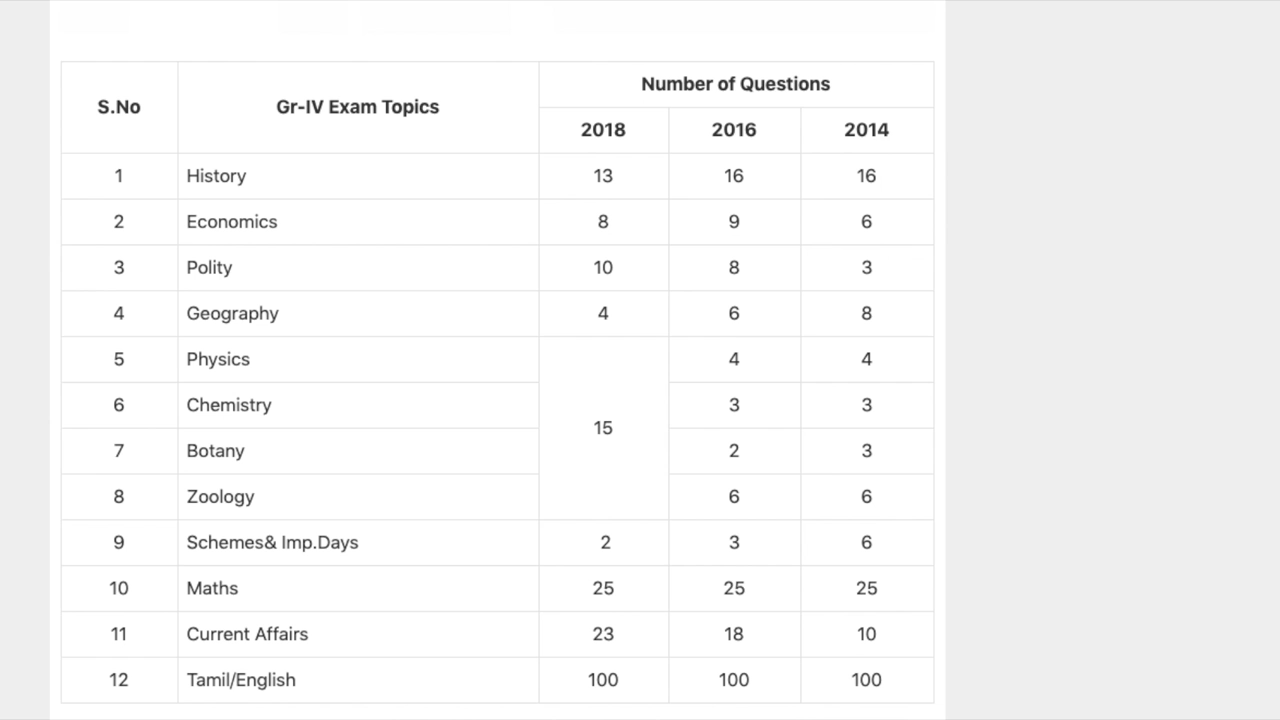 Number of Questions
S.No Gr-IV Exam Topics
2018 2016 2014
1 History 13 16 16
2 Economics 8 9 6
3 Polity 10 8 3
4 Geography 4 6 8
5 Physics 4 4
6 Chemistry 3 3
15
7 Botany 2 3
8 Zoology 6 6
9 Schemes& Imp.Days 2 3 6
10 Maths 25 25 25
11 Current Affairs 23 18 10
12 Tamil/English 100 100 100